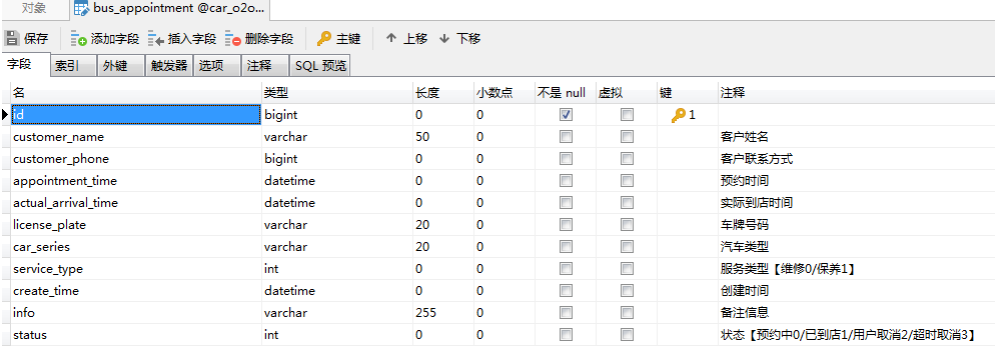 对象 bus_appointment @car_o2o...
保存 添加字段 插入字段 删除字段 主键 上移 下移
字段 索引 外键 触发器 选项 注释 SQL 预览
名 类型 长度 小数点 不是 null 虚拟 键 注释
id bigint 0 0 1
customer_name varchar 50 0 客户姓名
customer_phone bigint 0 0 客户联系方式
appointment_time datetime 0 0 预约时间
actual_arrival_time datetime 0 0 实际到店时间
license_plate varchar 20 0 车牌号码
car_series varchar 20 0 汽车类型
service_type int 0 0 服务类型【维修0/保养1】
create_time datetime 0 0 创建时间
info varchar 255 0 备注信息
status int 0 0 状态【预约中0/已到店1/用户取消2/超时取消3】